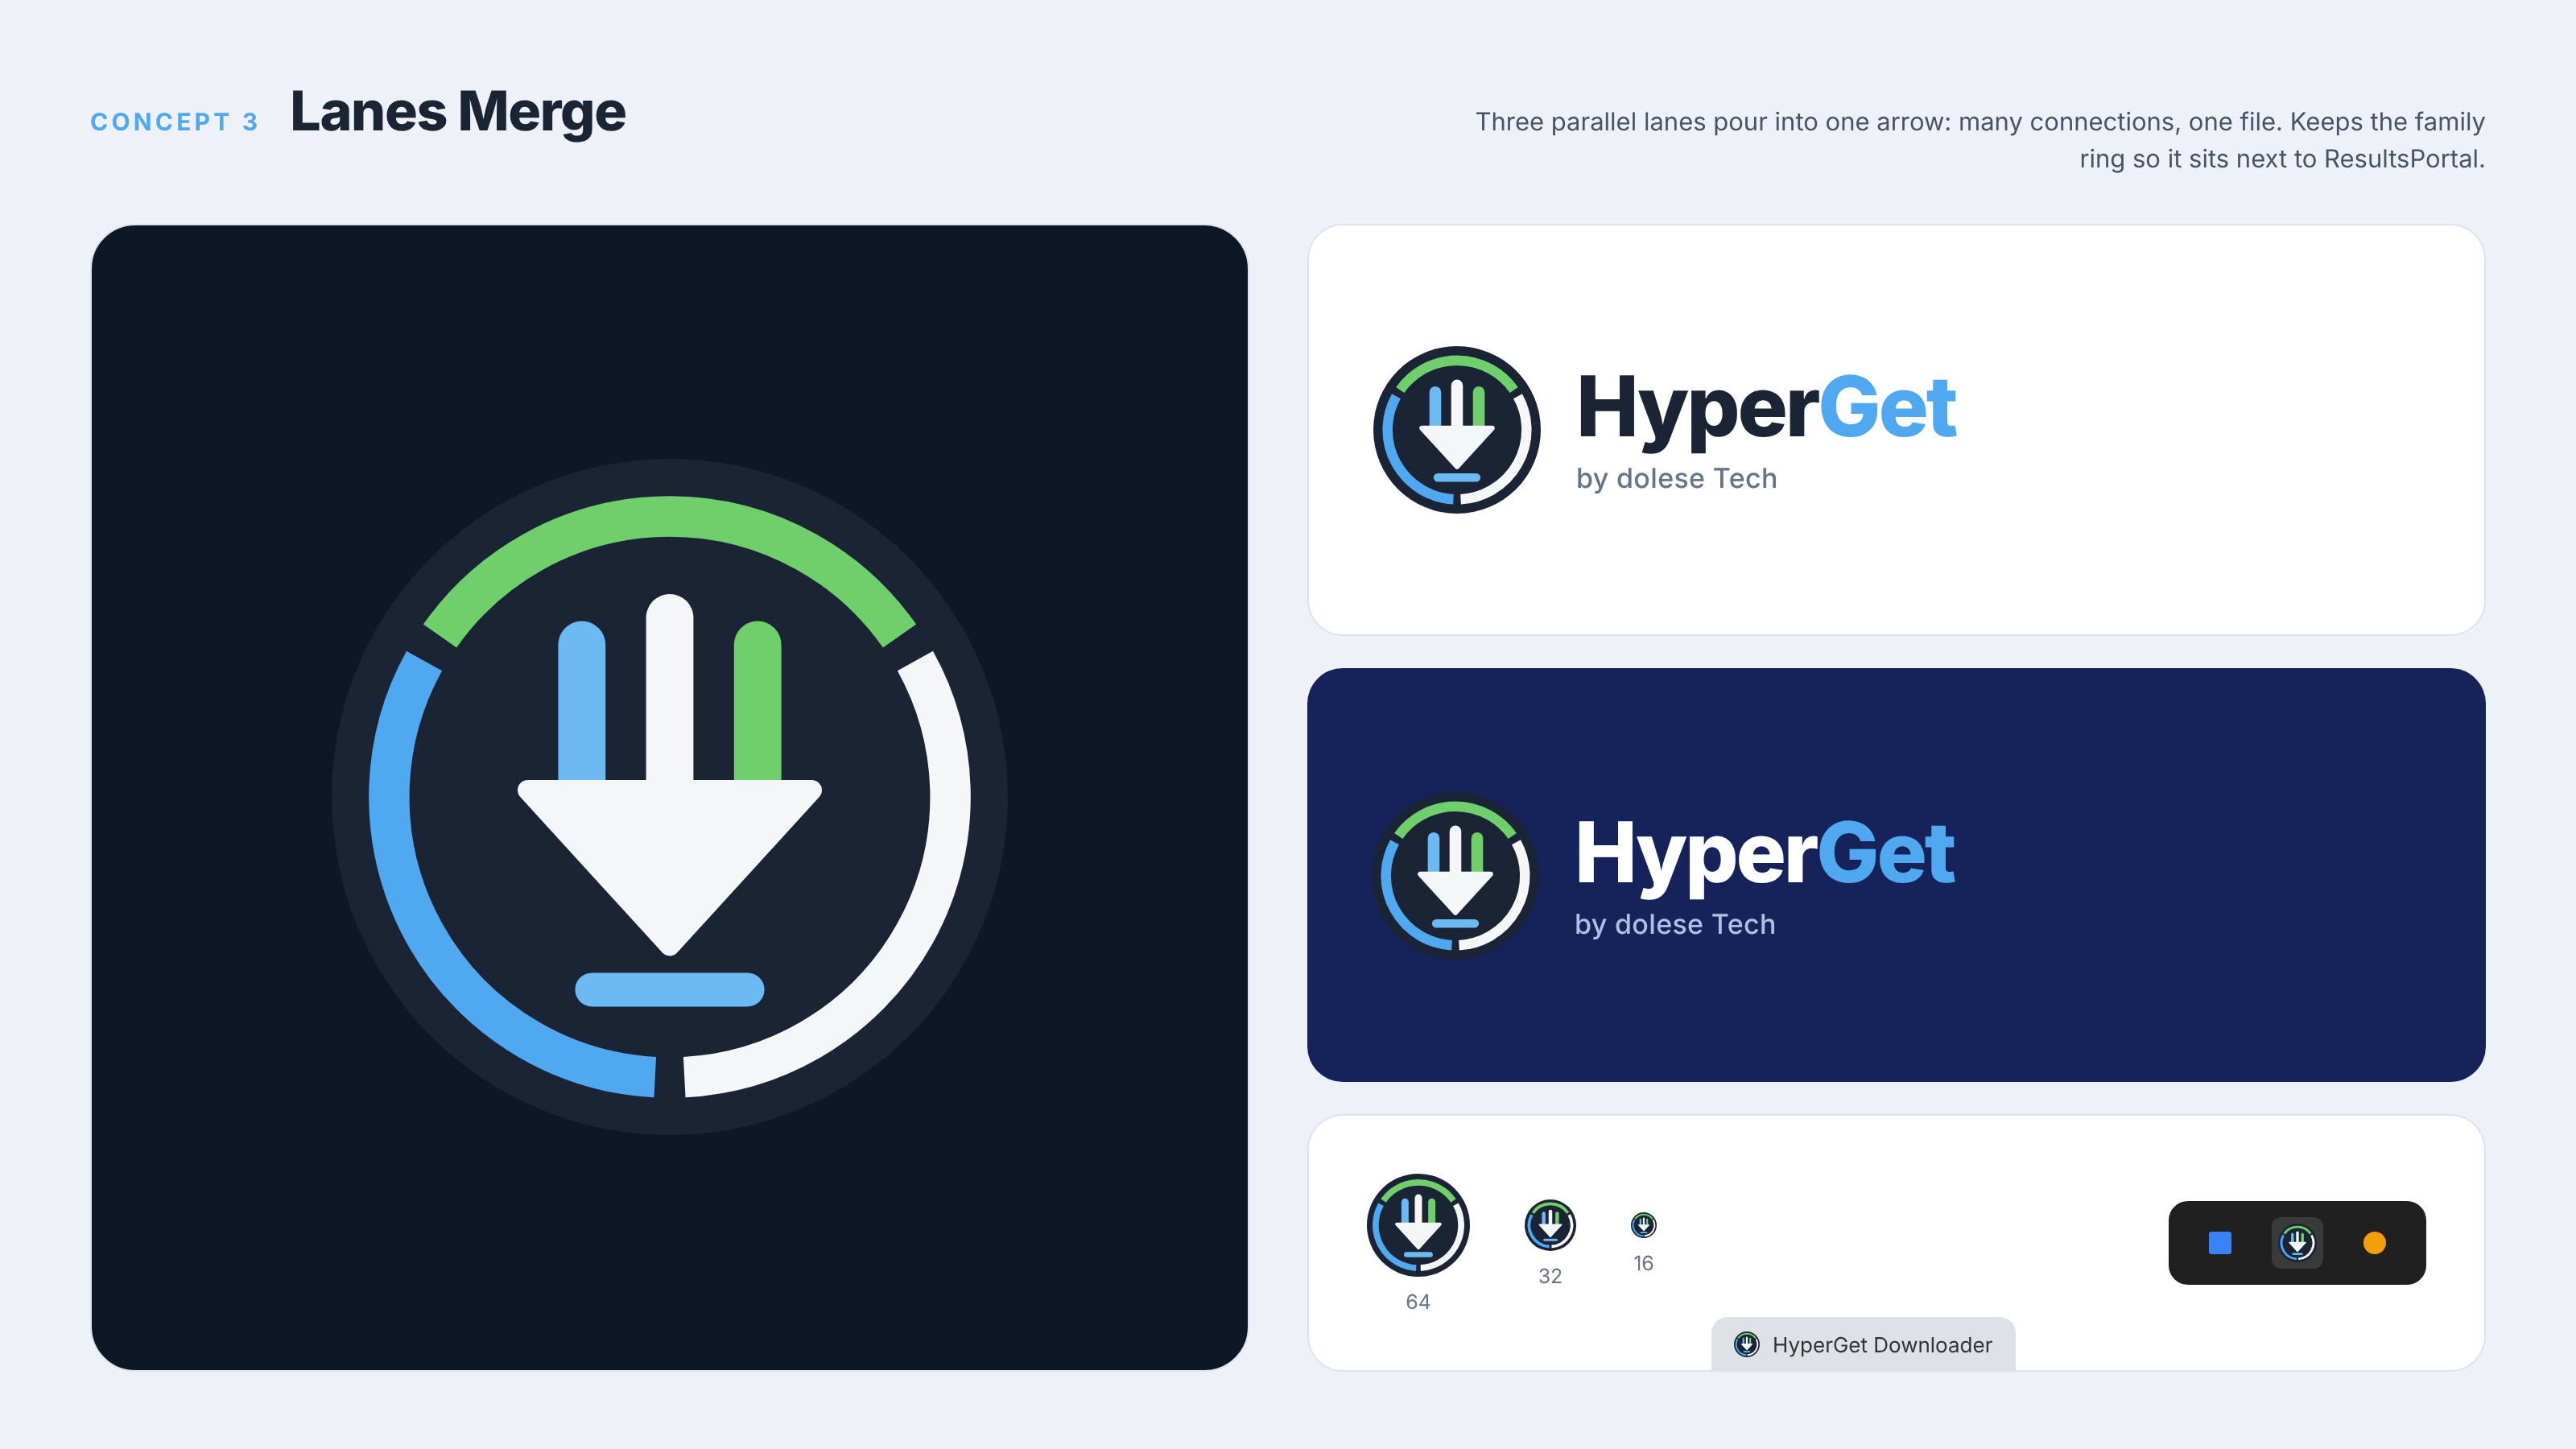 CONCEPT 3 Lanes Merge
Three parallel lanes pour into one arrow: many connections, one file. Keeps the family
ring so it sits next to ResultsPortal.
HyperGet
by dolese Tech
HyperGet
by dolese Tech
64
32
16
HyperGet Downloader